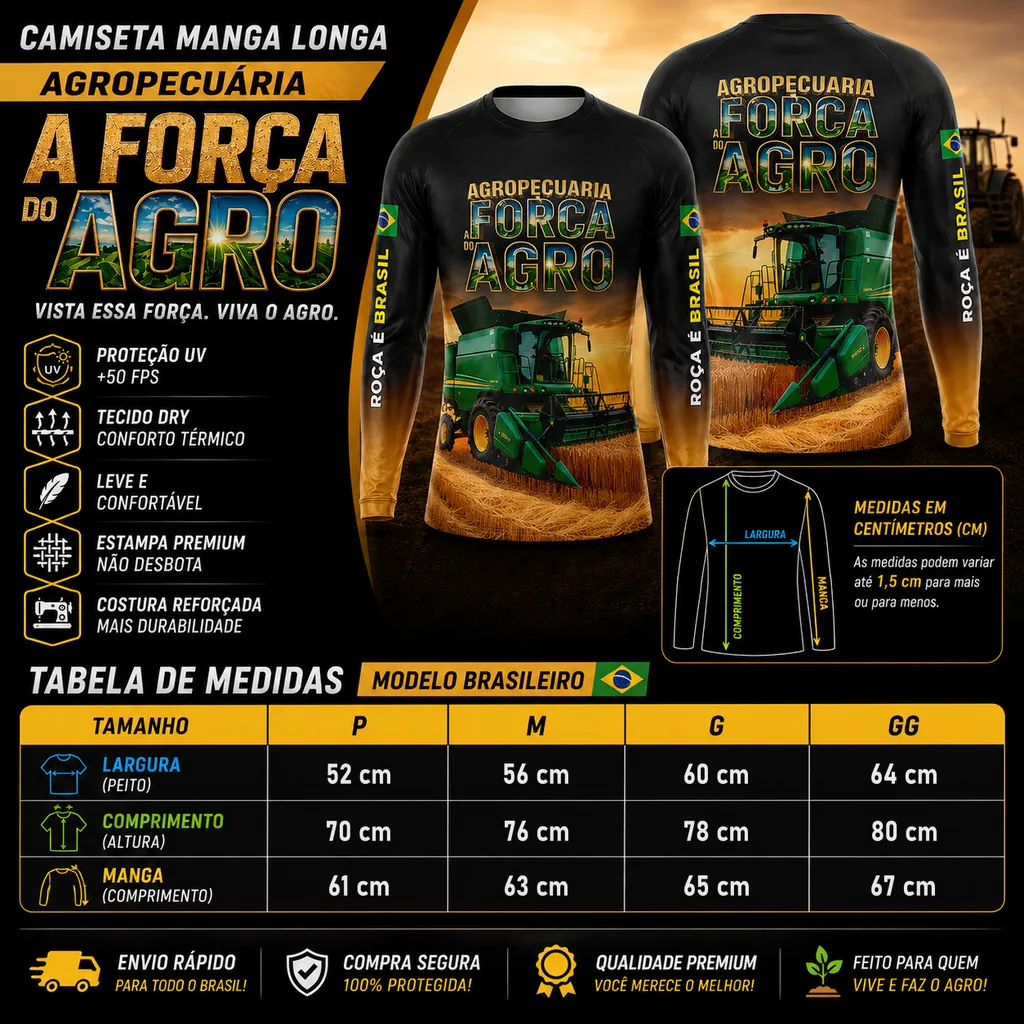 CAMISETA MANGA LONGA
AGROPECUÁRIA
A FORÇA
DO AGRO
VISTA ESSA FORÇA. VIVA O AGRO.
UV
PROTEÇÃO UV
+50 FPS
TECIDO DRY
CONFORTO TÉRMICO
LEVE E
CONFORTÁVEL
ESTAMPA PREMIUM
NÃO DESBOTA
COSTURA REFORÇADA
MAIS DURABILIDADE
AGROPECUARIA
A FORCA
DO AGRO
ROÇA É BRASIL
ROÇA É BRASIL
AGROPECUARIA
A FORCA
DO AGRO
ROÇA É BRASIL
LARGURA
COMPRIMENTO
MANGA
MEDIDAS EM
CENTÍMETROS (CM)
As medidas podem variar
até 1,5 cm para mais
ou para menos.
TABELA DE MEDIDAS MODELO BRASILEIRO
TAMANHO P M G GG
LARGURA
(PEITO)
52 cm 56 cm 60 cm 64 cm
COMPRIMENTO
(ALTURA)
70 cm 76 cm 78 cm 80 cm
MANGA
(COMPRIMENTO)
61 cm 63 cm 65 cm 67 cm
ENVIO RÁPIDO
PARA TODO O BRASIL!
COMPRA SEGURA
100% PROTEGIDA!
QUALIDADE PREMIUM
VOCÊ MERECE O MELHOR!
FEITO PARA QUEM
VIVE E FAZ O AGRO!